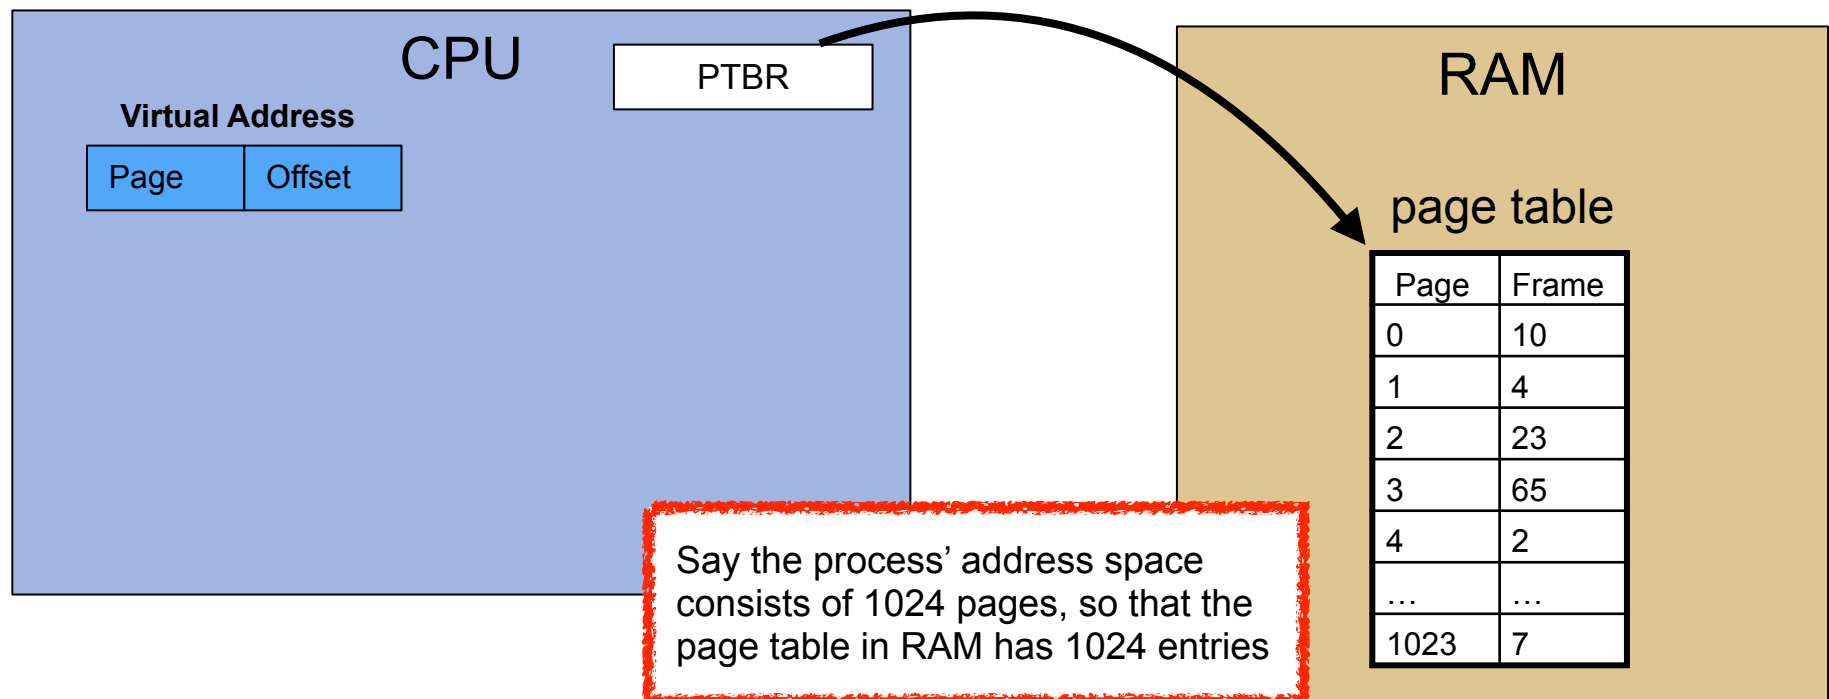 CPU
PTBR
Virtual Address
Page Offset
RAM
page table
Page Frame
0 10
1 4
2 23
3 65
4 2
… …
1023 7
Say the process’ address space
consists of 1024 pages, so that the
page table in RAM has 1024 entries